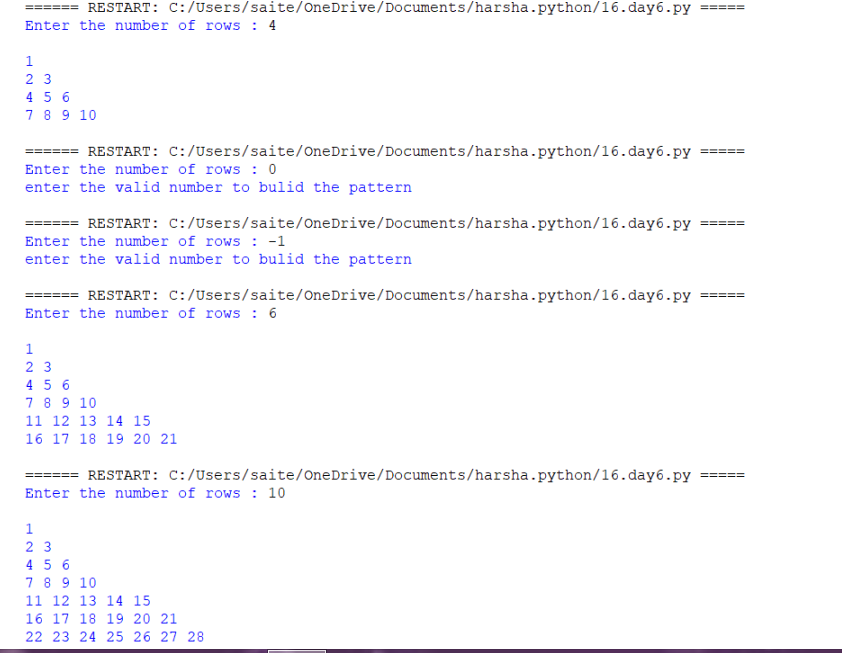 ====== RESTART: C:/Users/saite/OneDrive/Documents/harsha.python/16.day6.py =====
Enter the number of rows : 4
1
2 3
4 5 6
7 8 9 10
====== RESTART: C:/Users/saite/OneDrive/Documents/harsha.python/16.day6.py =====
Enter the number of rows : 0
enter the valid number to bulid the pattern
====== RESTART: C:/Users/saite/OneDrive/Documents/harsha.python/16.day6.py =====
Enter the number of rows : -1
enter the valid number to bulid the pattern
====== RESTART: C:/Users/saite/OneDrive/Documents/harsha.python/16.day6.py =====
Enter the number of rows : 6
1
2 3
4 5 6
7 8 9 10
11 12 13 14 15
16 17 18 19 20 21
====== RESTART: C:/Users/saite/OneDrive/Documents/harsha.python/16.day6.py =====
Enter the number of rows : 10
1
2 3
4 5 6
7 8 9 10
11 12 13 14 15
16 17 18 19 20 21
22 23 24 25 26 27 28